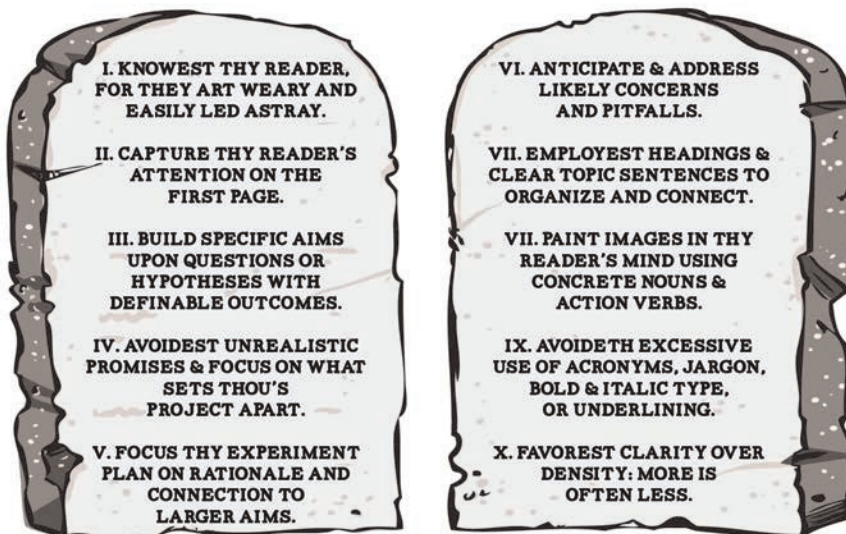 I. KNOWEST THY READER,
FOR THEY ART WEARY AND
EASILY LED ASTRAY.
II. CAPTURE THY READER'S
ATTENTION ON THE
FIRST PAGE.
III. BUILD SPECIFIC AIMS
UPON QUESTIONS OR
HYPOTHESES WITH
DEFINABLE OUTCOMES.
IV. AVOIDEST UNREALISTIC
PROMISES & FOCUS ON WHAT
SETS THOU'S
PROJECT APART.
V. FOCUS THY EXPERIMENT
PLAN ON RATIONALE AND
CONNECTION TO
LARGER AIMS.
VI. ANTICIPATE & ADDRESS
LIKELY CONCERNS
AND PITFALLS.
VII. EMPLOYEST HEADINGS &
CLEAR TOPIC SENTENCES TO
ORGANIZE AND CONNECT.
VII. PAINT IMAGES IN THY
READER'S MIND USING
CONCRETE NOUNS &
ACTION VERBS.
IX. AVOIDETH EXCESSIVE
USE OF ACRONYMS, JARGON,
BOLD & ITALIC TYPE,
OR UNDERLINING.
X. FAVOREST CLARITY OVER
DENSITY: MORE IS
OFTEN LESS.